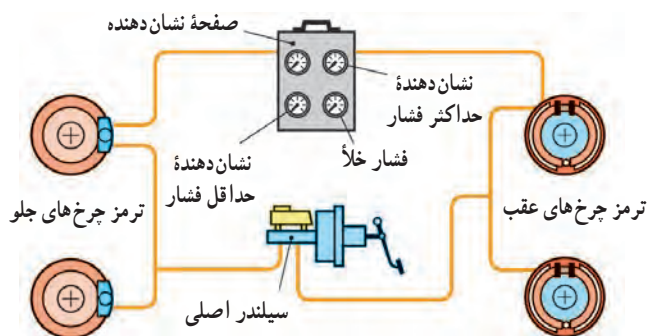 صفحهٔ نشان‌دهنده
نشان‌دهندهٔ
حداکثر فشار
فشار خلأ
نشان‌دهندهٔ
حداقل فشار
ترمز چرخ‌های جلو
ترمز چرخ‌های عقب
سیلندر اصلی